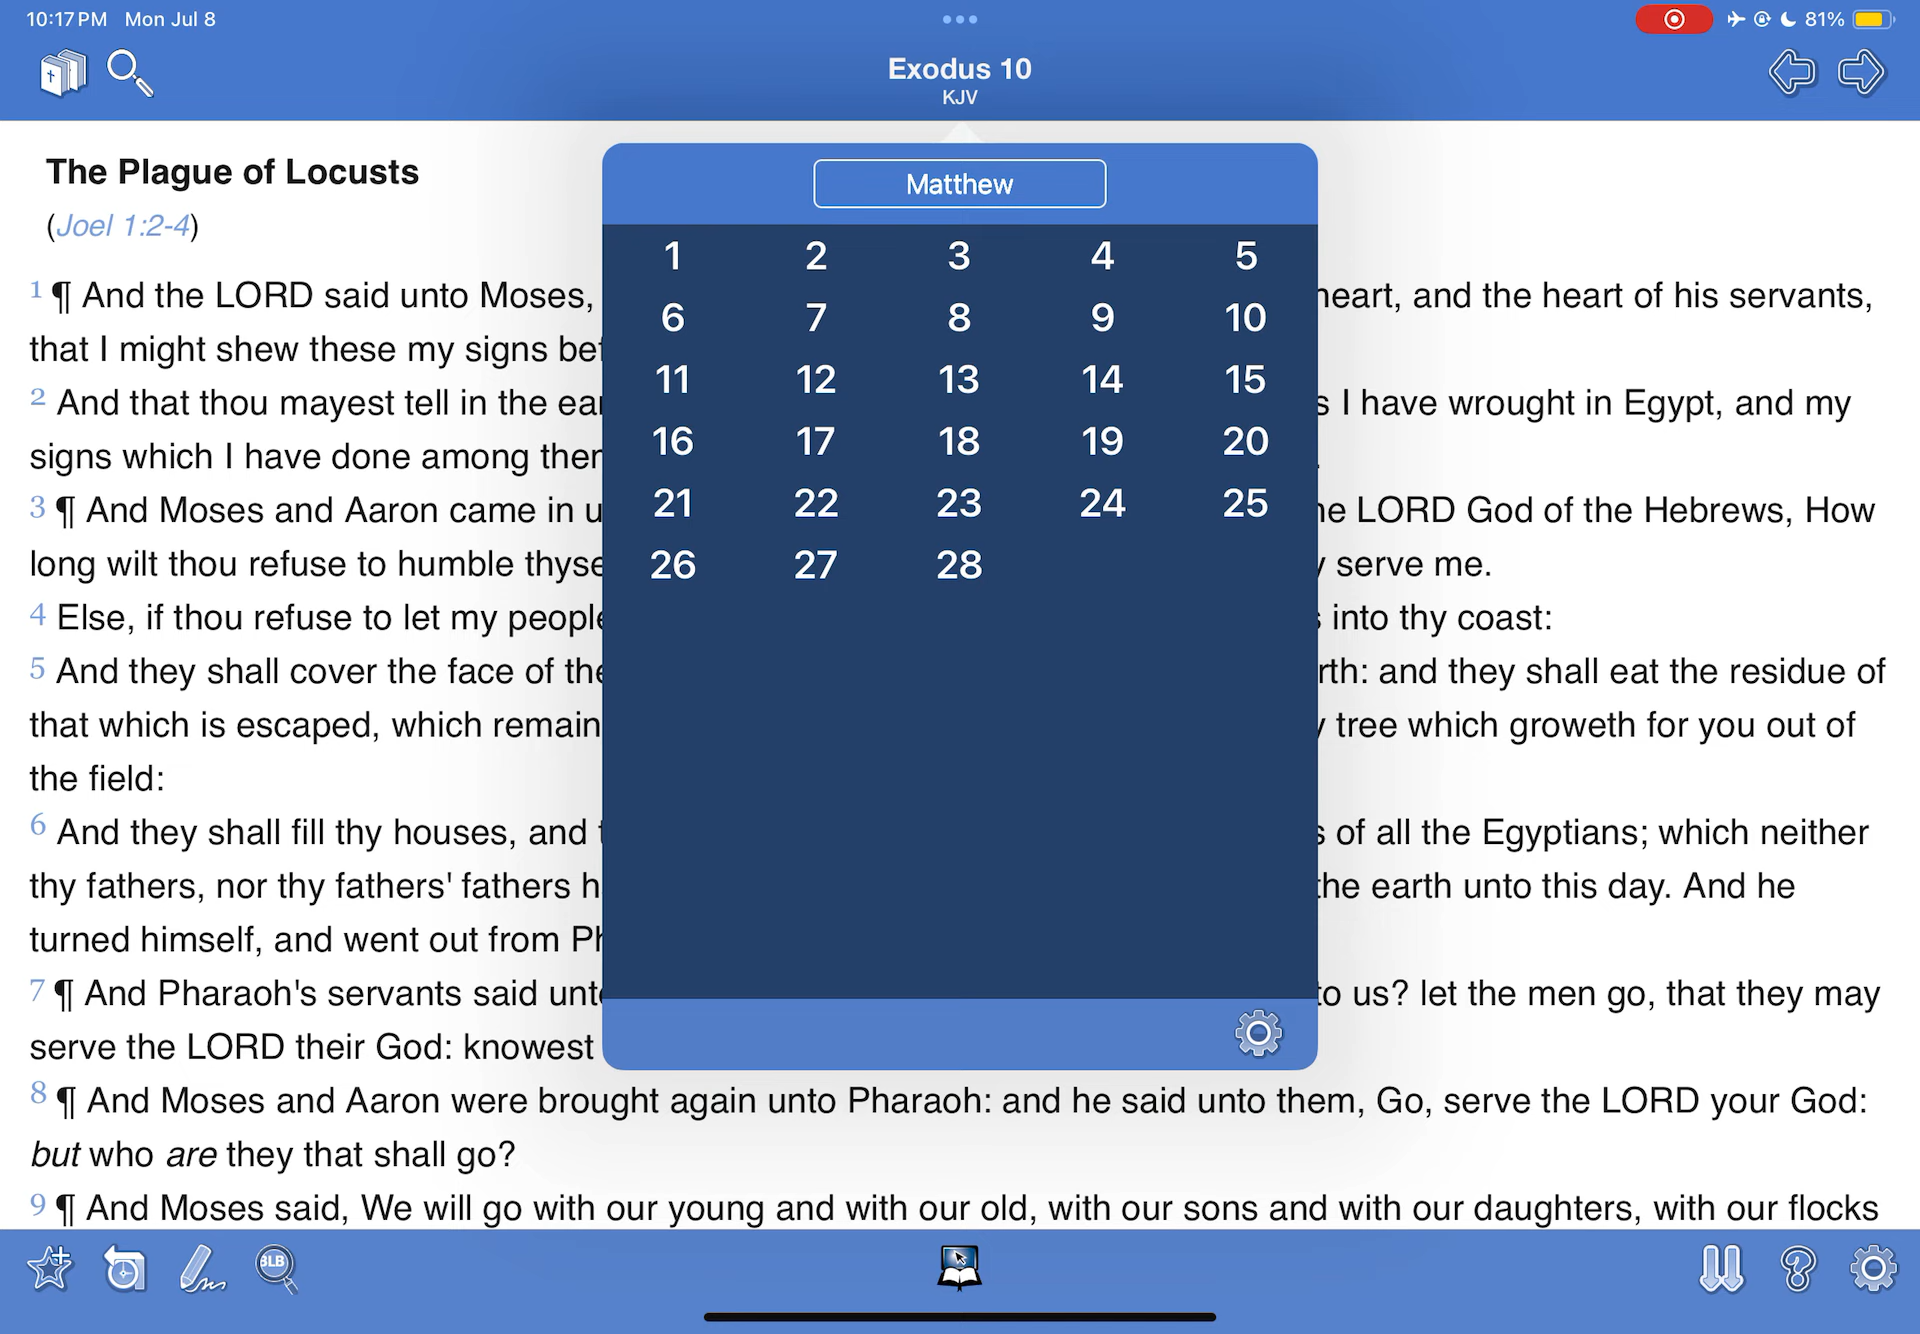 10:17 PM Mon Jul 8
81%
Exodus 10
KJV
The Plague of Locusts
(Joel 1:2-4)
Matthew
1 2 3 4 5
6 7 8 9 10
11 12 13 14 15
16 17 18 19 20
21 22 23 24 25
26 27 28
1 ¶ And the LORD said unto Moses, heart, and the heart of his servants,
that I might shew these my signs
2 And that thou mayest tell in the I have wrought in Egypt, and my
signs which I have done among
3 ¶ And Moses and Aaron came in LORD God of the Hebrews, How
long wilt thou refuse to humble serve me.
4 Else, if thou refuse to let my into thy coast:
5 And they shall cover the face of and they shall eat the residue of
that which is escaped, which tree which groweth for you out of
the field:
6 And they shall fill thy houses, and of all the Egyptians; which neither
thy fathers, nor thy fathers' fathers the earth unto this day. And he
turned himself, and went out from
7 ¶ And Pharaoh's servants said us? let the men go, that they may
serve the LORD their God: knowest
8 ¶ And Moses and Aaron were brought again unto Pharaoh: and he said unto them, Go, serve the LORD your God:
but who are they that shall go?
9 ¶ And Moses said, We will go with our young and with our old, with our sons and with our daughters, with our flocks
BLB